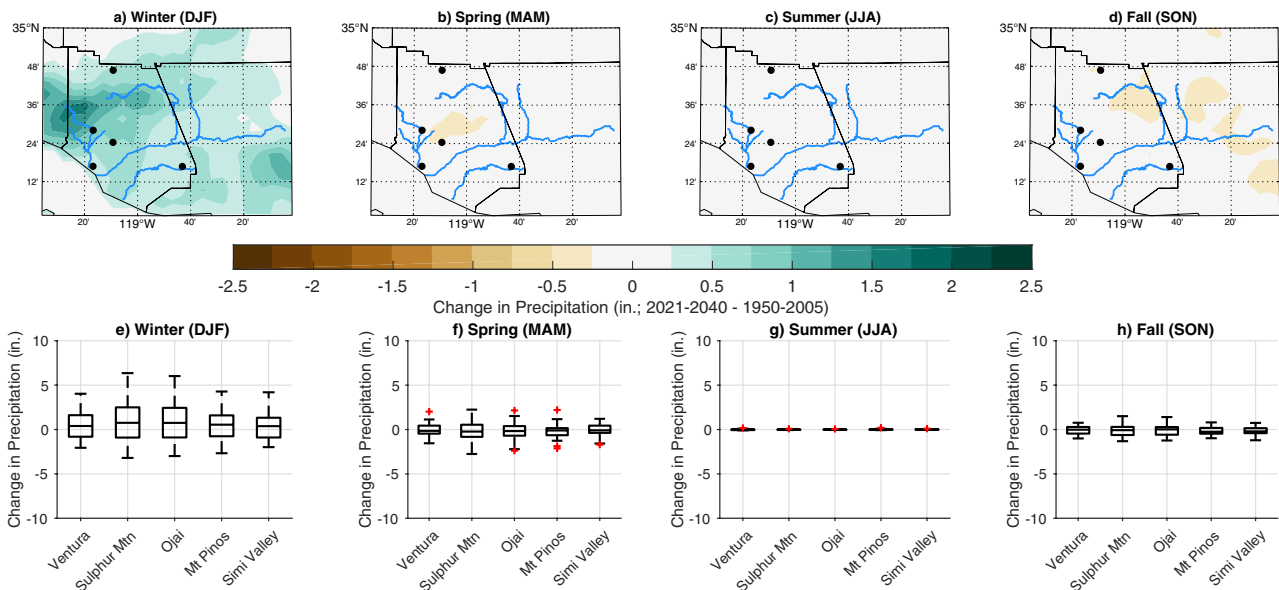 a) Winter (DJF)
b) Spring (MAM)
c) Summer (JJA)
d) Fall (SON)
35°N
48'
36'
24'
12'
20'
119°W
40'
20'
35°N
48'
36'
24'
12'
20'
119°W
40'
20'
35°N
48'
36'
24'
12'
20'
119°W
40'
20'
35°N
48'
36'
24'
12'
20'
119°W
40'
20'
-2.5 -2 -1.5 -1 -0.5 0 0.5 1 1.5 2 2.5
Change in Precipitation (in.; 2021-2040 - 1950-2005)
e) Winter (DJF)
Change in Precipitation (in.)
10
5
0
-5
-10
Ventura
Sulphur Mtn
Ojai
Mt Pinos
Simi Valley
f) Spring (MAM)
Change in Precipitation (in.)
10
5
0
-5
-10
Ventura
Sulphur Mtn
Ojai
Mt Pinos
Simi Valley
g) Summer (JJA)
Change in Precipitation (in.)
10
5
0
-5
-10
Ventura
Sulphur Mtn
Ojai
Mt Pinos
Simi Valley
h) Fall (SON)
Change in Precipitation (in.)
10
5
0
-5
-10
Ventura
Sulphur Mtn
Ojai
Mt Pinos
Simi Valley